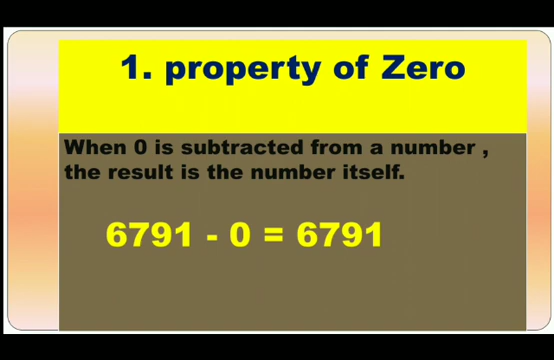 1. property of Zero
When 0 is subtracted from a number ,
the result is the number itself.
6791 - 0 = 6791